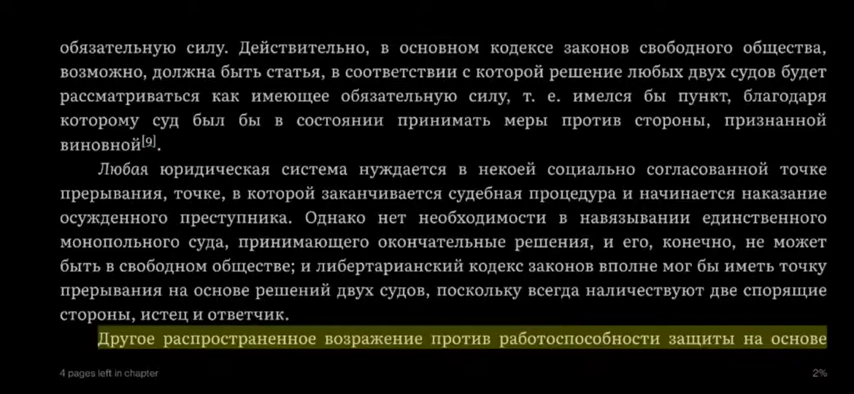 обязательную силу. Действительно, в основном кодексе законов свободного общества,
возможно, должна быть статья, в соответствии с которой решение любых двух судов будет
рассматриваться как имеющее обязательную силу, т. е. имелся бы пункт, благодаря
которому суд был бы в состоянии принимать меры против стороны, признанной
виновной[9].
Любая юридическая система нуждается в некоей социально согласованной точке
прерывания, точке, в которой заканчивается судебная процедура и начинается наказание
осужденного преступника. Однако нет необходимости в навязывании единственного
монопольного суда, принимающего окончательные решения, и его, конечно, не может
быть в свободном обществе; и либертарианский кодекс законов вполне мог бы иметь точку
прерывания на основе решений двух судов, поскольку всегда наличествуют две спорящие
стороны, истец и ответчик.
Другое распространенное возражение против работоспособности защиты на основе
4 pages left in chapter
2%